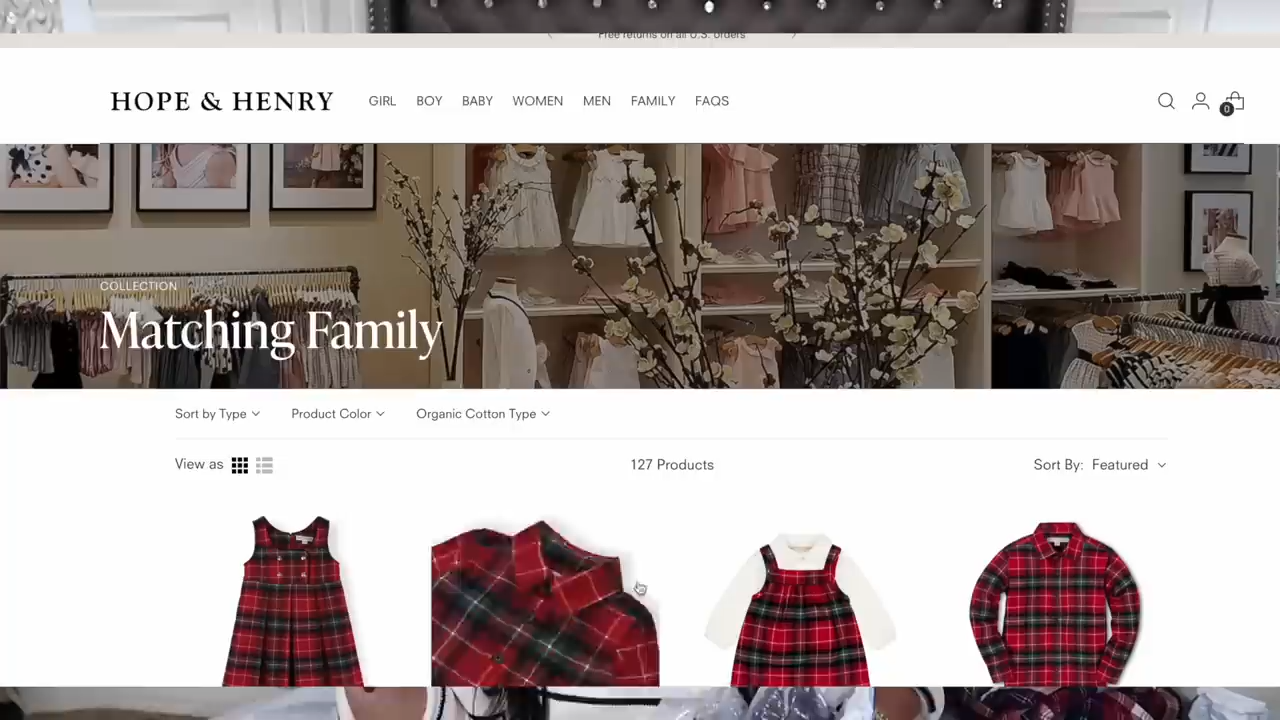 Free returns on all U.S. orders
HOPE & HENRY
GIRL BOY BABY WOMEN MEN FAMILY FAQS
0
COLLECTION
Matching Family
Sort by Type Product Color Organic Cotton Type
View as 127 Products Sort By: Featured